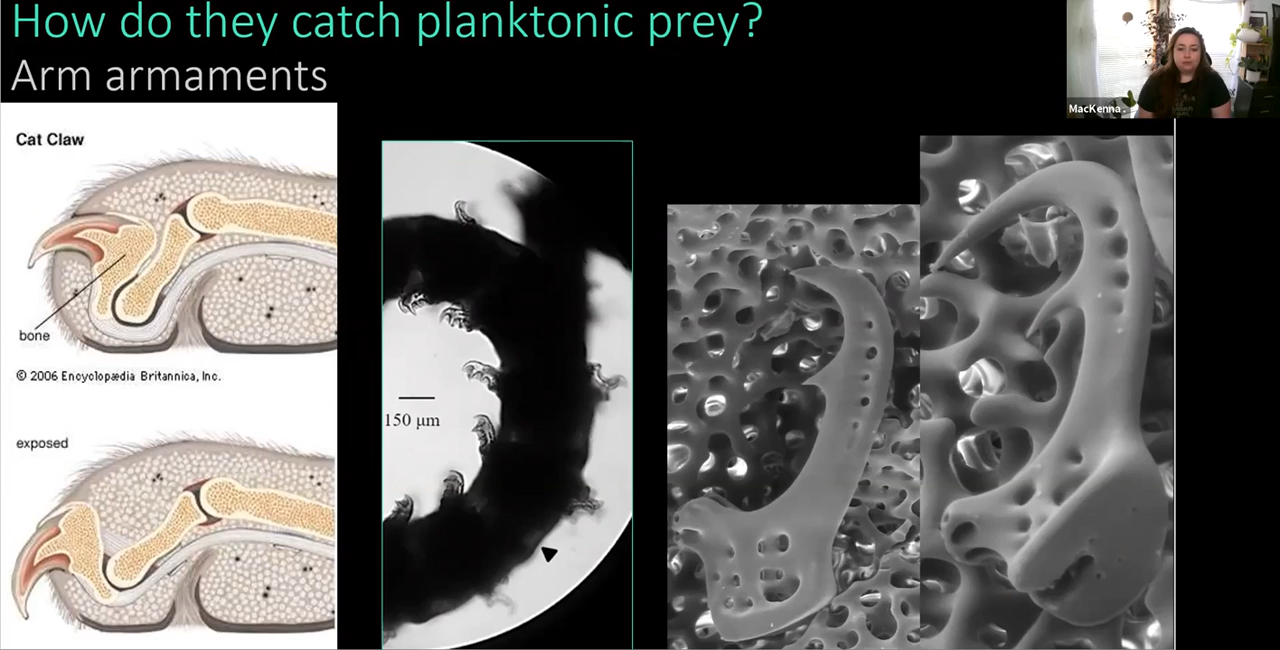 How do they catch planktonic prey?
Arm armaments
MacKenna
Cat Claw
bone
© 2006 Encyclopædia Britannica, Inc.
exposed
150 μm